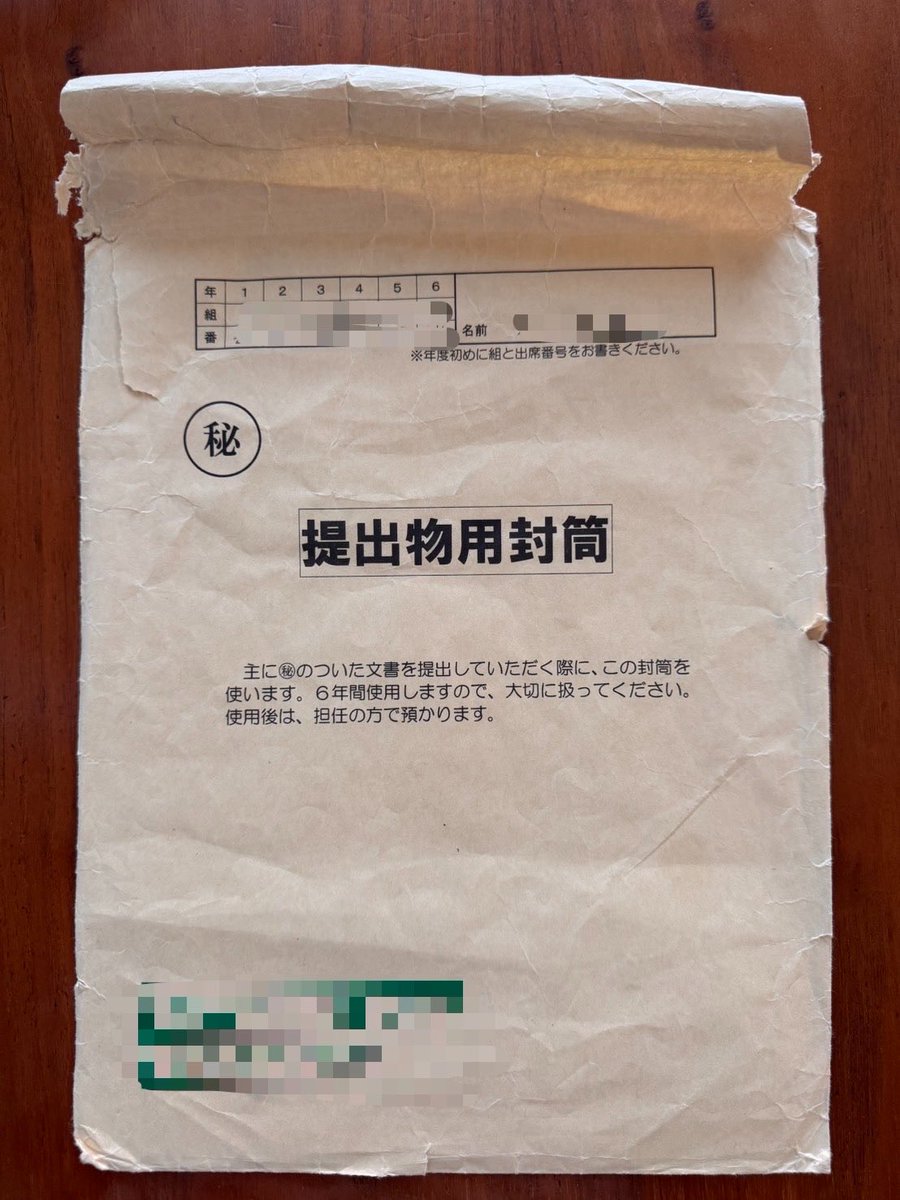 年 1 2 3 4 5 6
組
番
名前
※年度初めに組と出席番号をお書きください。
秘
提出物用封筒
主に㊙のついた文書を提出していただく際に、この封筒を
使います。６年間使用しますので、大切に扱ってください。
使用後は、担任の方で預かります。